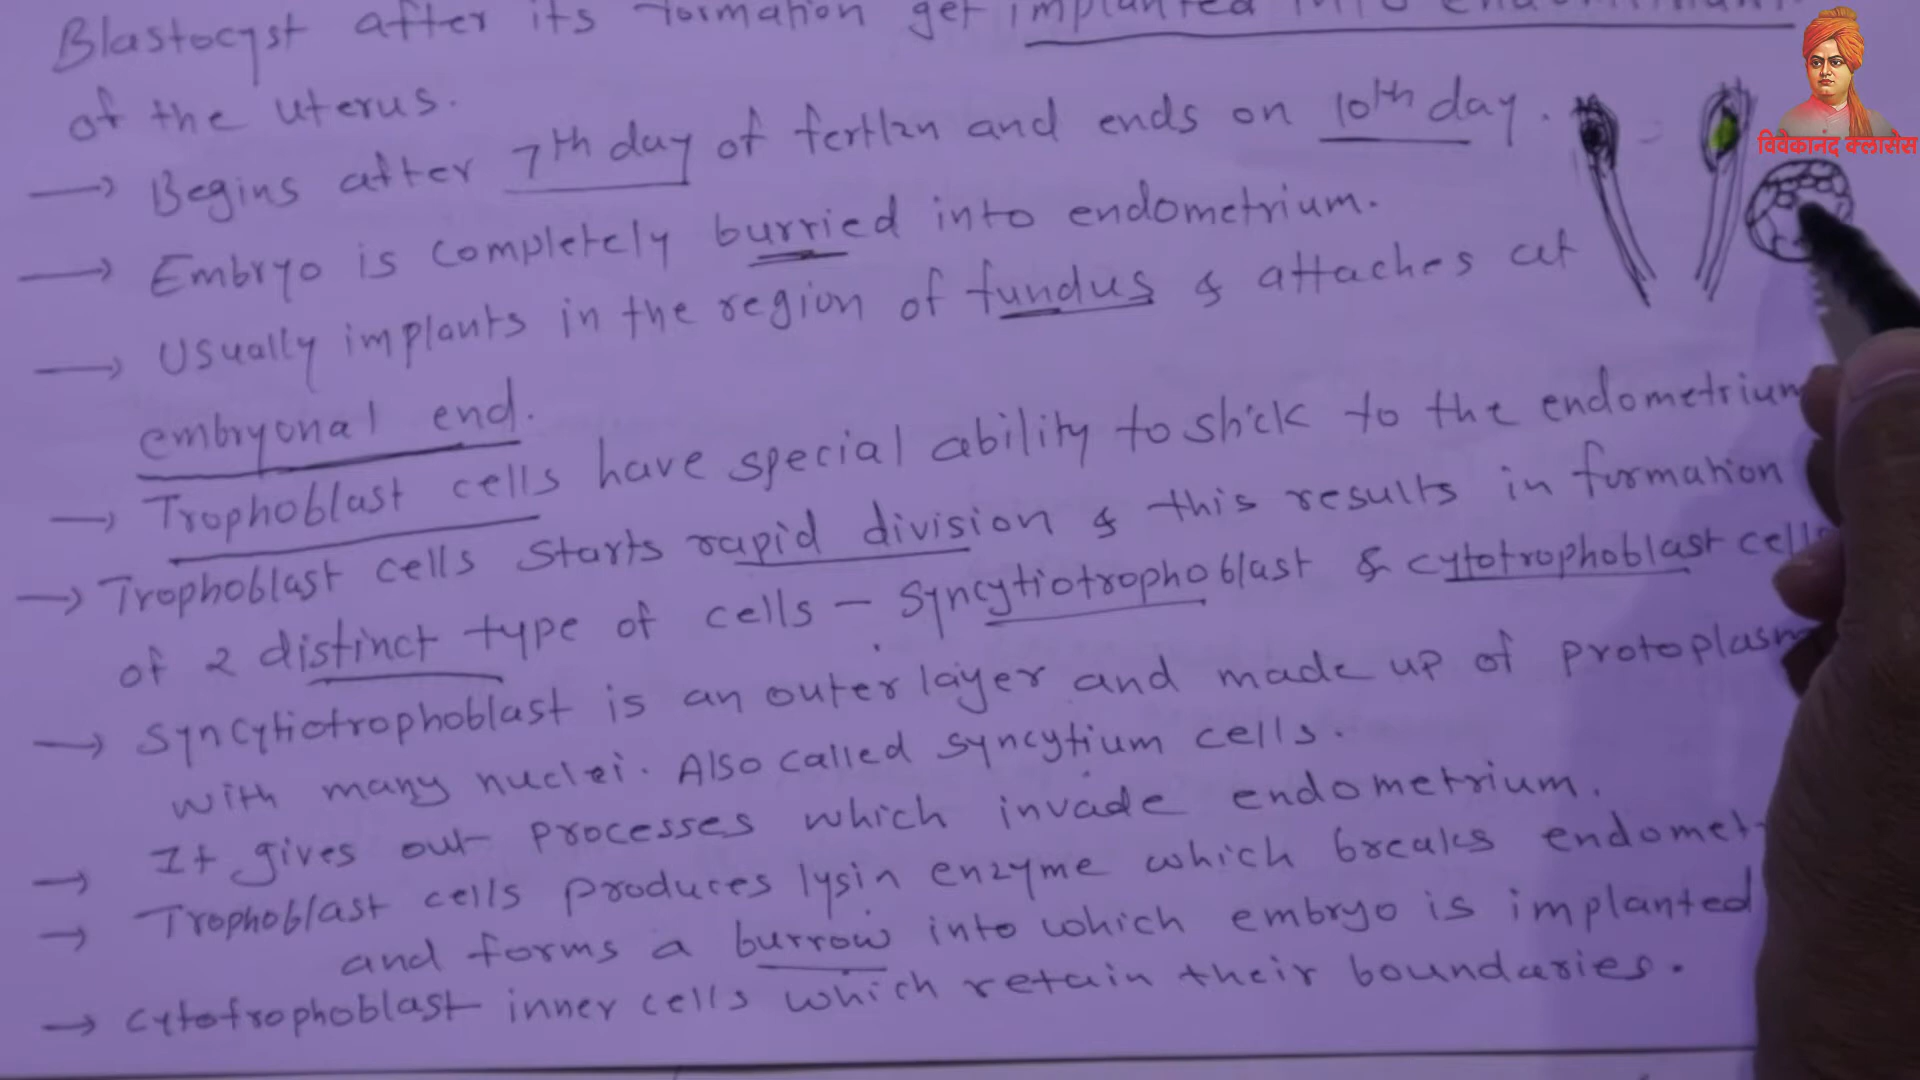 Blastocyst after its formation get implanted into endometrium
of the uterus.
→ Begins after 7th day of fertlzn and ends on 10th day.
→ Embryo is completely burried into endometrium.
→ Usually implants in the region of fundus & attaches at
embryonal end.
→ Trophoblast cells have special ability to stick to the endometrium
→ Trophoblast cells starts rapid division & this results in formation
of 2 distinct type of cells – syncytiotrophoblast & cytotrophoblast cells
→ syncytiotrophoblast is an outer layer and made up of protoplasm
with many nuclei. Also called syncytium cells.
→ It gives out processes which invade endometrium.
→ Trophoblast cells produces lysin enzyme which breaks
and forms a burrow into which embryo is implanted
→ cytotrophoblast inner cells which retain their boundaries.
विवेकानद क्लासेस